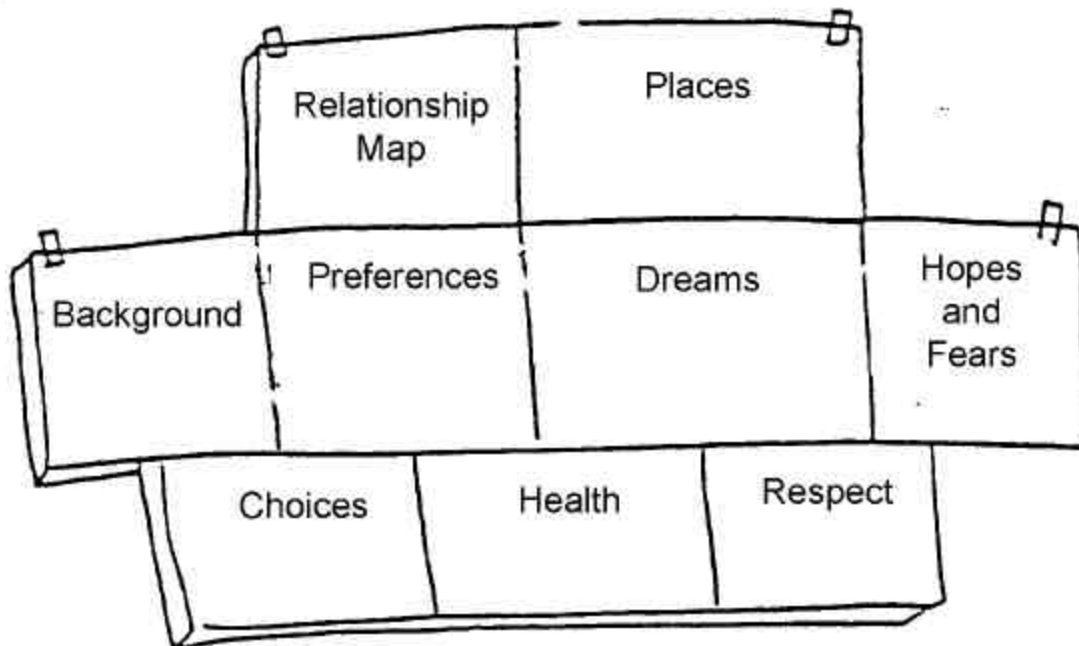 Relationship
Map
Places
Background
Preferences
Dreams
Hopes
and
Fears
Choices
Health
Respect